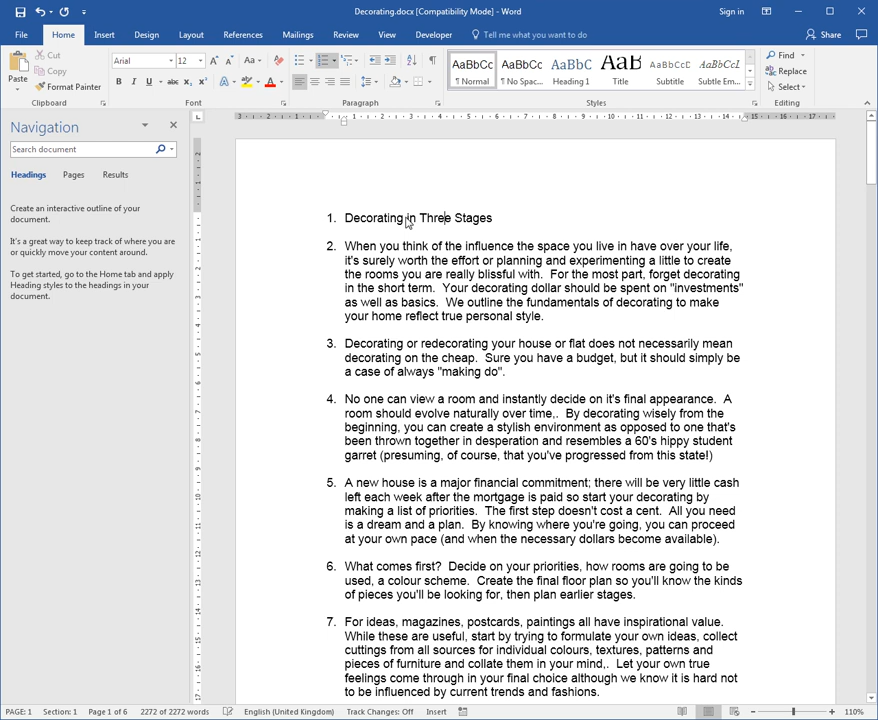 Decorating.docx [Compatibility Mode] - Word
Sign in
File Home Insert Design Layout References Mailings Review View Developer Tell me what you want to do Share
Paste
Cut
Copy
Format Painter
Clipboard
Arial 12
Font
Paragraph
AaBbCc AaBbCc AaBbC AaB AaBbCcD AaBbCcL
¶ Normal ¶ No Spac... Heading 1 Title Subtitle Subtle Em...
Styles
Find
Replace
Select
Editing
Navigation
Search document
Headings Pages Results
Create an interactive outline of your
document.
It's a great way to keep track of where you are
or quickly move your content around.
To get started, go to the Home tab and apply
Heading styles to the headings in your
document.
1. Decorating in Three Stages
2. When you think of the influence the space you live in have over your life,
it's surely worth the effort or planning and experimenting a little to create
the rooms you are really blissful with. For the most part, forget decorating
in the short term. Your decorating dollar should be spent on "investments"
as well as basics. We outline the fundamentals of decorating to make
your home reflect true personal style.
3. Decorating or redecorating your house or flat does not necessarily mean
decorating on the cheap. Sure you have a budget, but it should simply be
a case of always "making do".
4. No one can view a room and instantly decide on it's final appearance. A
room should evolve naturally over time,. By decorating wisely from the
beginning, you can create a stylish environment as opposed to one that's
been thrown together in desperation and resembles a 60's hippy student
garret (presuming, of course, that you've progressed from this state!)
5. A new house is a major financial commitment; there will be very little cash
left each week after the mortgage is paid so start your decorating by
making a list of priorities. The first step doesn't cost a cent. All you need
is a dream and a plan. By knowing where you're going, you can proceed
at your own pace (and when the necessary dollars become available).
6. What comes first? Decide on your priorities, how rooms are going to be
used, a colour scheme. Create the final floor plan so you'll know the kinds
of pieces you'll be looking for, then plan earlier stages.
7. For ideas, magazines, postcards, paintings all have inspirational value.
While these are useful, start by trying to formulate your own ideas, collect
cuttings from all sources for individual colours, textures, patterns and
pieces of furniture and collate them in your mind,. Let your own true
feelings come through in your final choice although we know it is hard not
to be influenced by current trends and fashions.
PAGE: 1 Section: 1 Page 1 of 6 2272 of 2272 words English (United Kingdom) Track Changes: Off Insert 110%